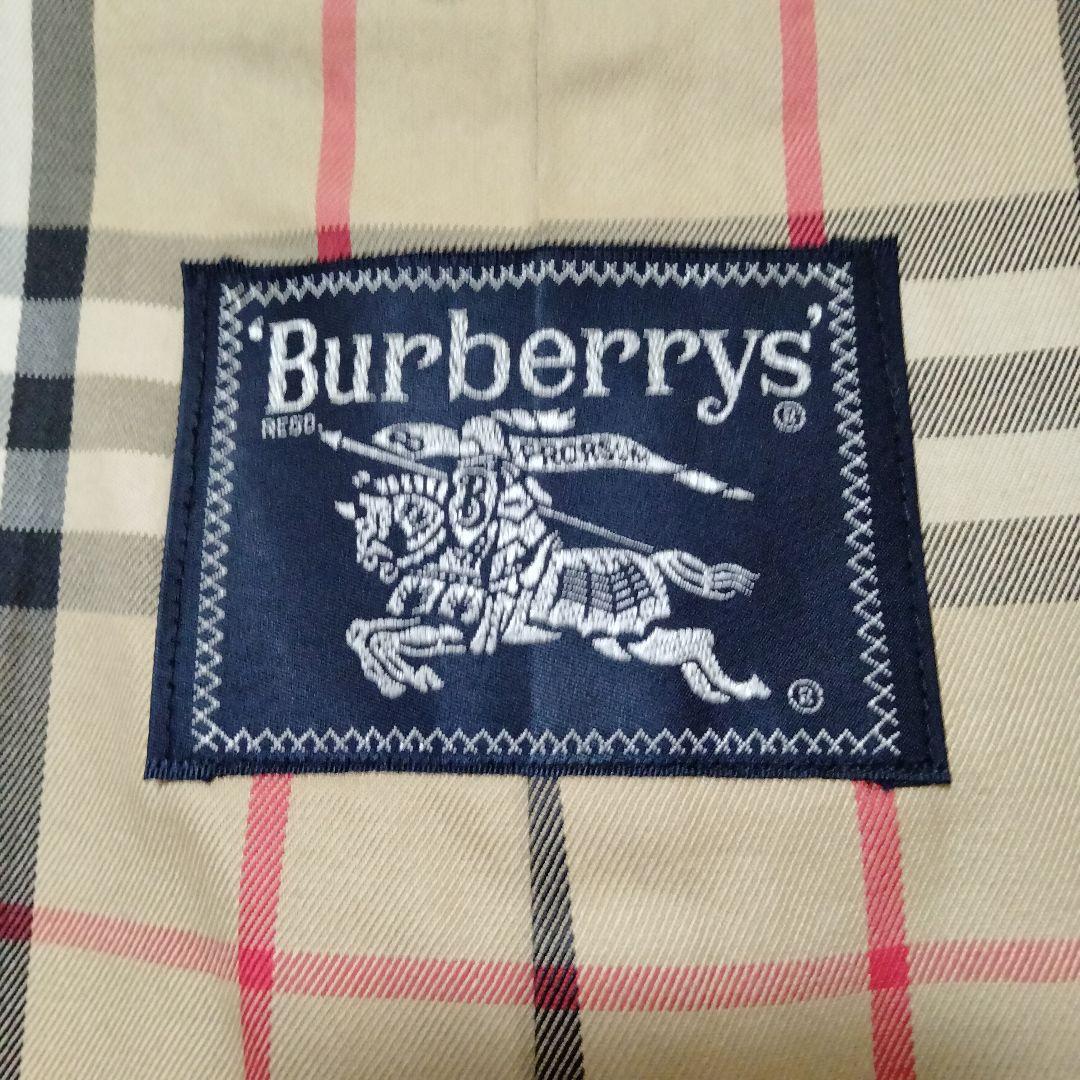 'Burberrys'
REGD. ®
PRORSUM
B
®